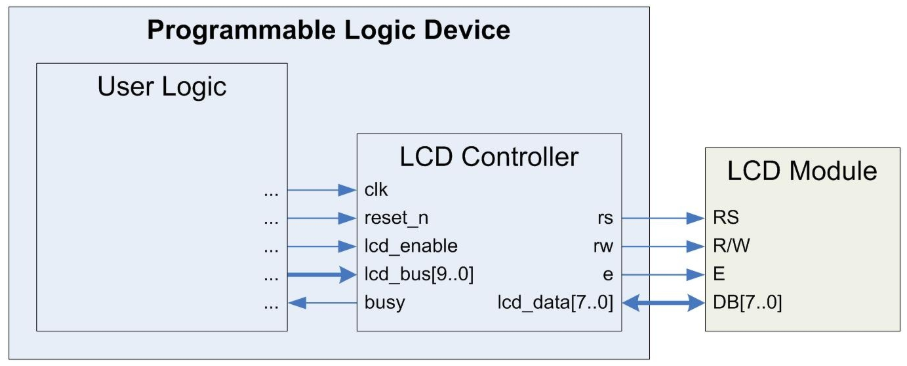 Programmable Logic Device
User Logic
LCD Controller
LCD Module
... clk
... reset_n rs RS
... lcd_enable rw R/W
... lcd_bus[9..0] e E
... busy lcd_data[7..0] DB[7..0]